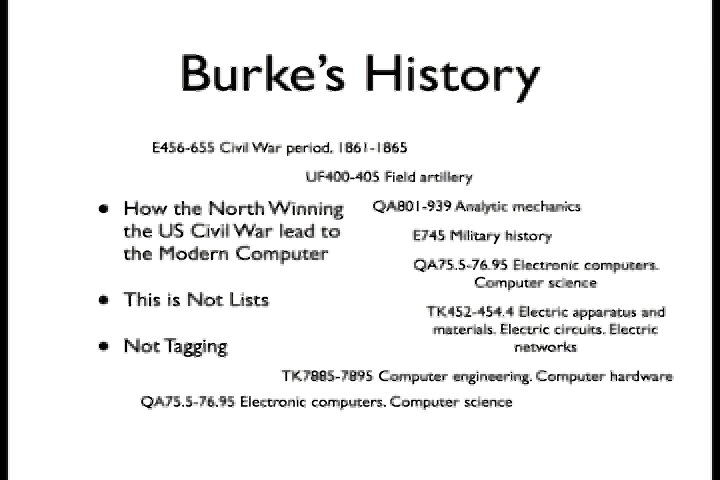 Burke's History
E456-655 Civil War period, 1861-1865
UF400-405 Field artillery
• How the North Winning
the US Civil War lead to
the Modern Computer
QA801-939 Analytic mechanics
E745 Military history
QA75.5-76.95 Electronic computers.
Computer science
• This is Not Lists
TK452-454.4 Electric apparatus and
materials. Electric circuits. Electric
networks
• Not Tagging
TK7885-7895 Computer engineering. Computer hardware
QA75.5-76.95 Electronic computers. Computer science